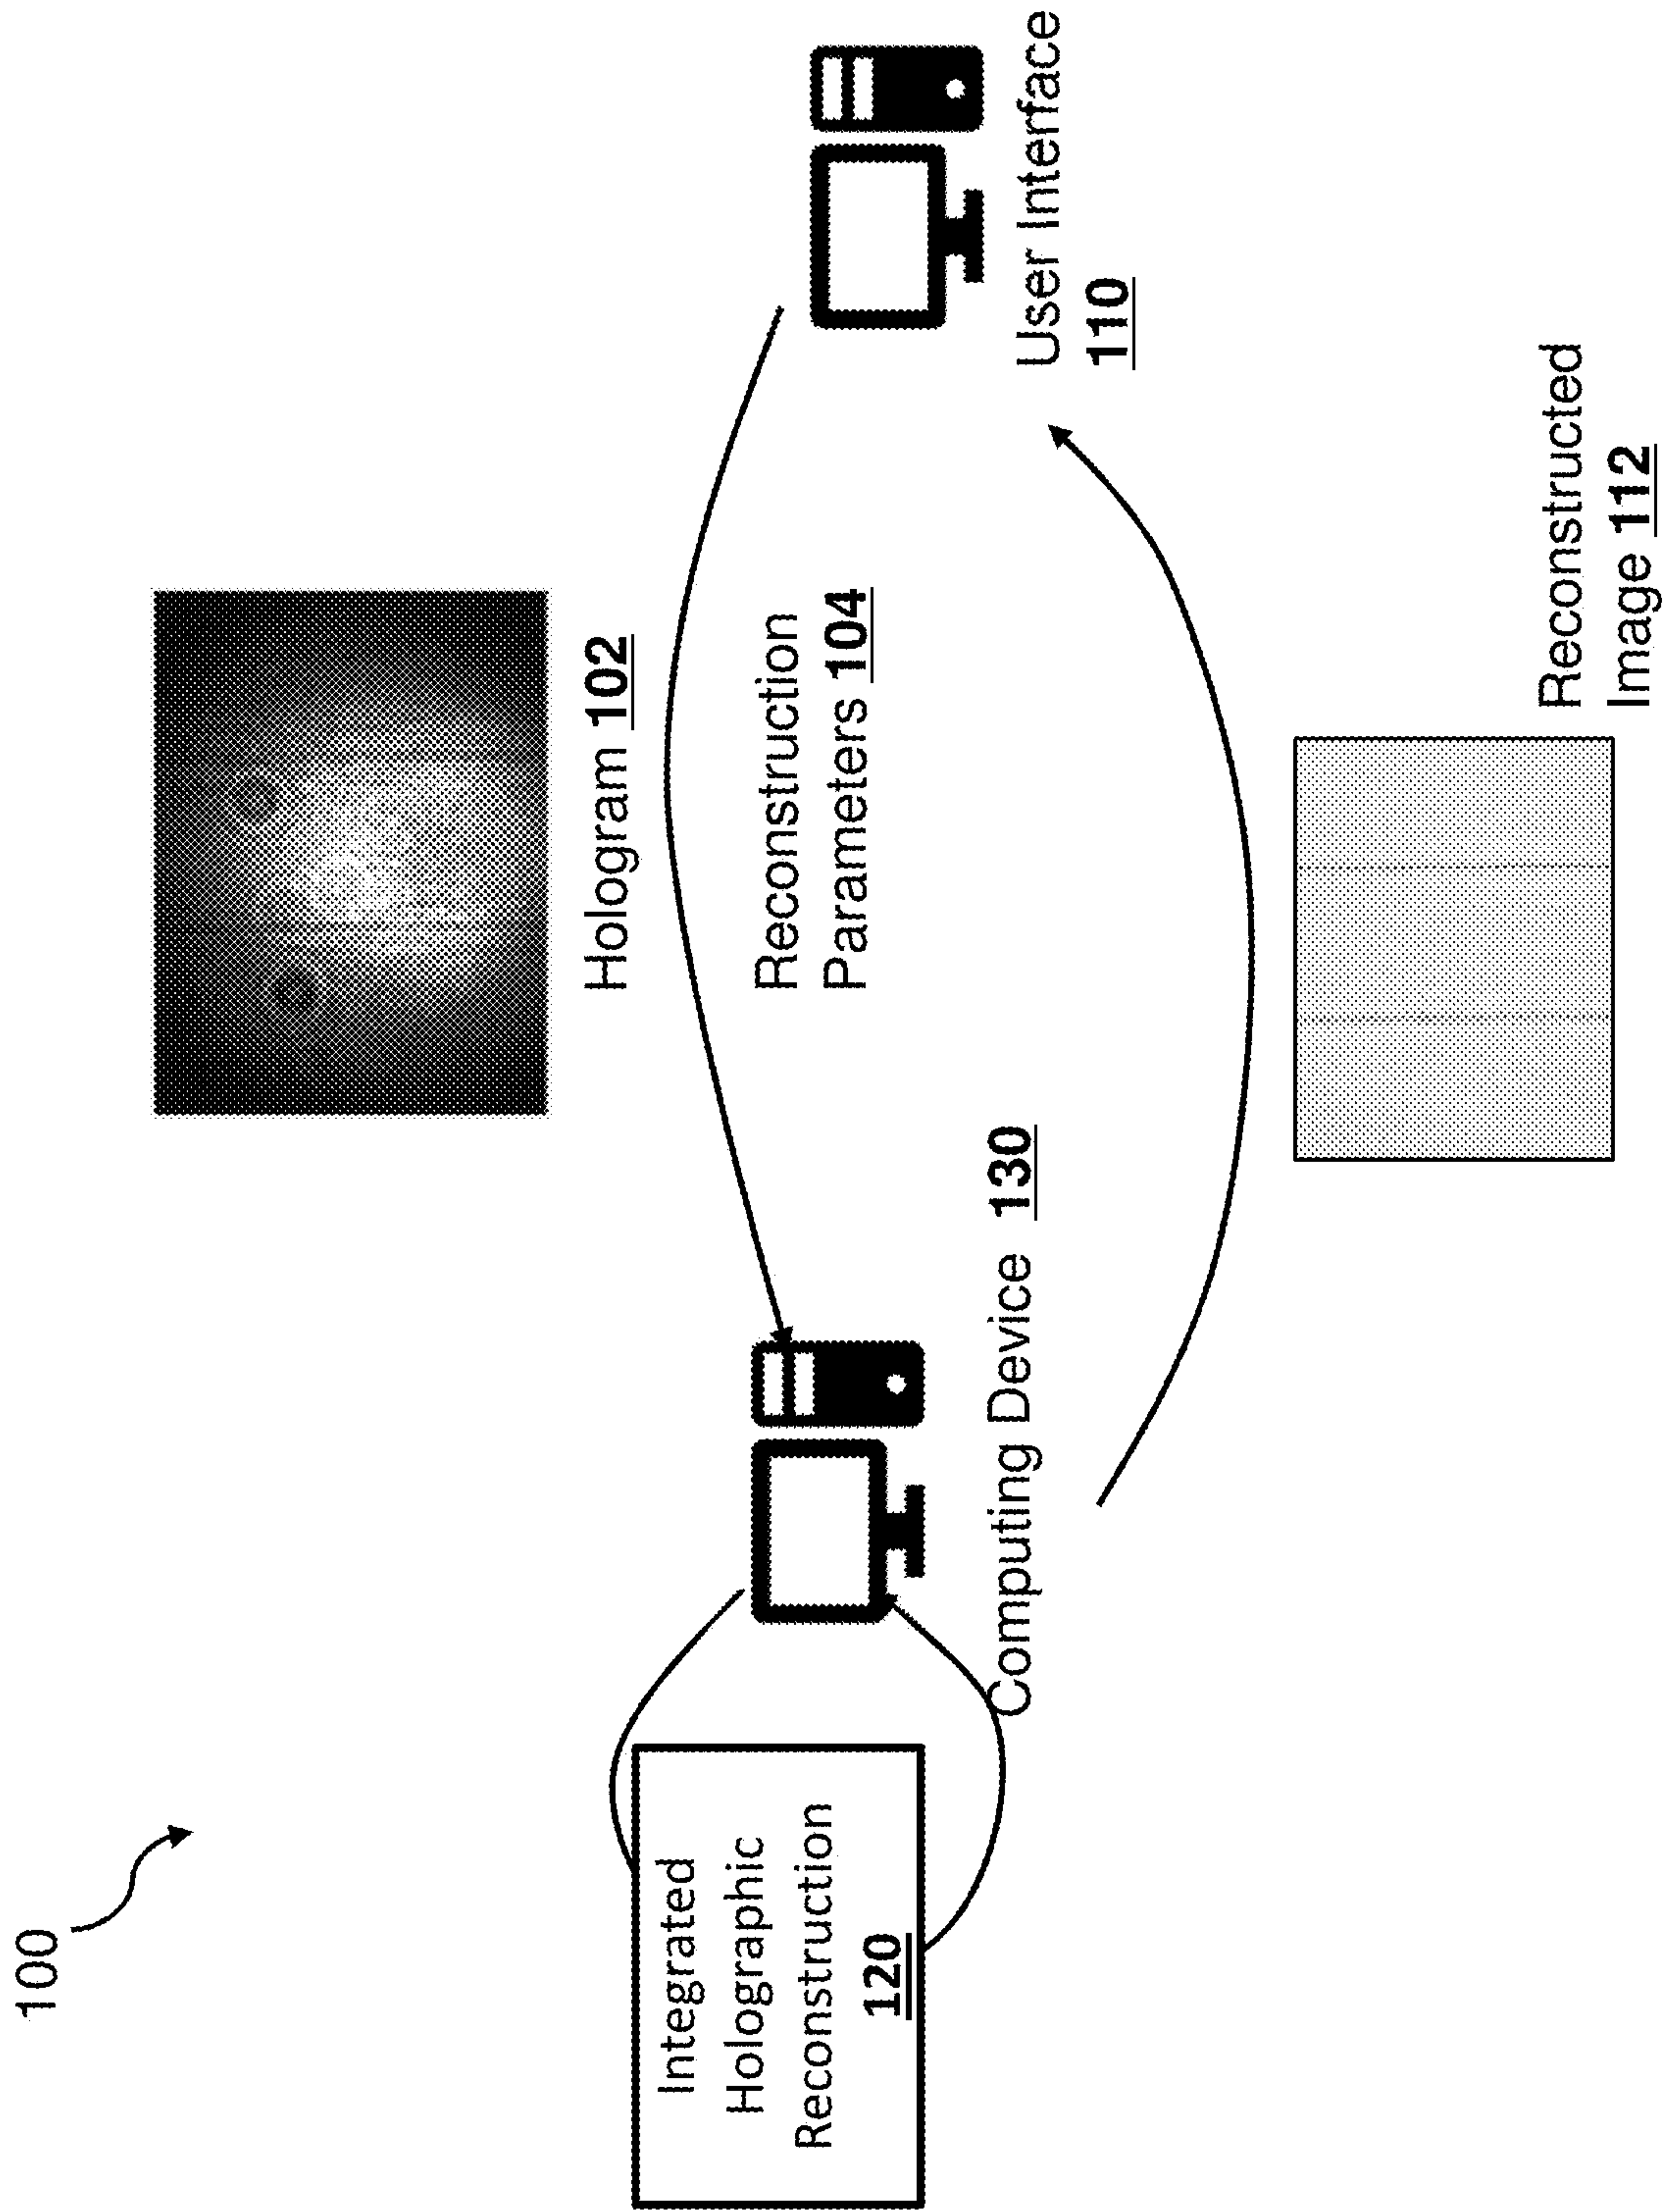 100
Hologram 102
Reconstruction
Parameters 104
Integrated
Holographic
Reconstruction
120
Computing Device 130
User Interface
110
Reconstructed
Image 112